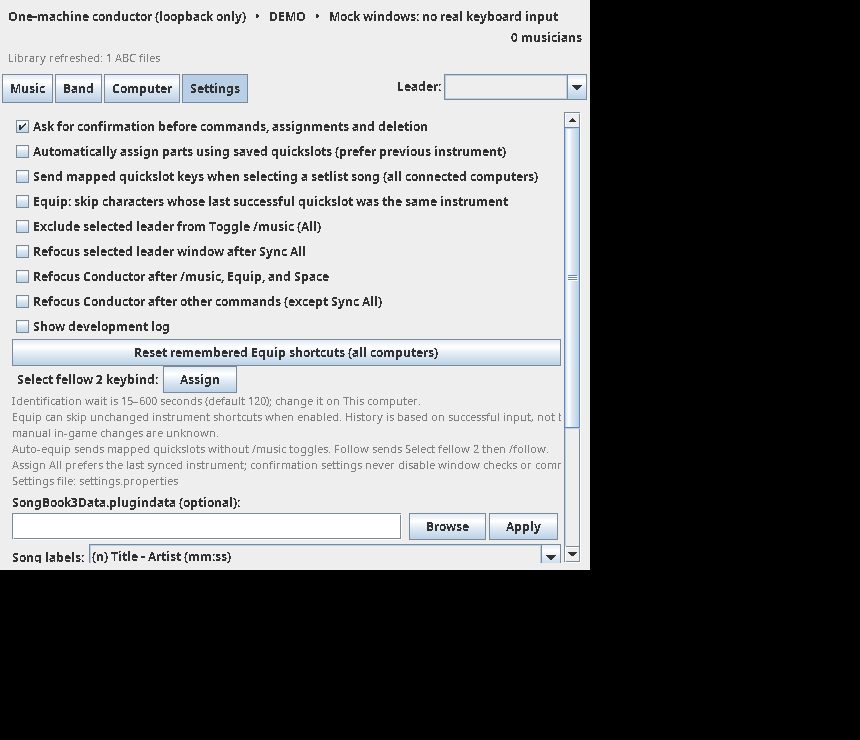 One-machine conductor (loopback only) • DEMO • Mock windows: no real keyboard input
0 musicians
Library refreshed: 1 ABC files
Music Band Computer Settings Leader:
Ask for confirmation before commands, assignments and deletion
Automatically assign parts using saved quickslots (prefer previous instrument)
Send mapped quickslot keys when selecting a setlist song (all connected computers)
Equip: skip characters whose last successful quickslot was the same instrument
Exclude selected leader from Toggle /music (All)
Refocus selected leader window after Sync All
Refocus Conductor after /music, Equip, and Space
Refocus Conductor after other commands (except Sync All)
Show development log
Reset remembered Equip shortcuts (all computers)
Select fellow 2 keybind: Assign
Identification wait is 15–600 seconds (default 120); change it on This computer.
Equip can skip unchanged instrument shortcuts when enabled. History is based on successful input, not t
manual in-game changes are unknown.
Auto-equip sends mapped quickslots without /music toggles. Follow sends Select fellow 2 then /follow.
Assign All prefers the last synced instrument; confirmation settings never disable window checks or comr
Settings file: settings.properties
SongBook3Data.plugindata (optional):
Browse Apply
Song labels: {n} Title - Artist {mm:ss}